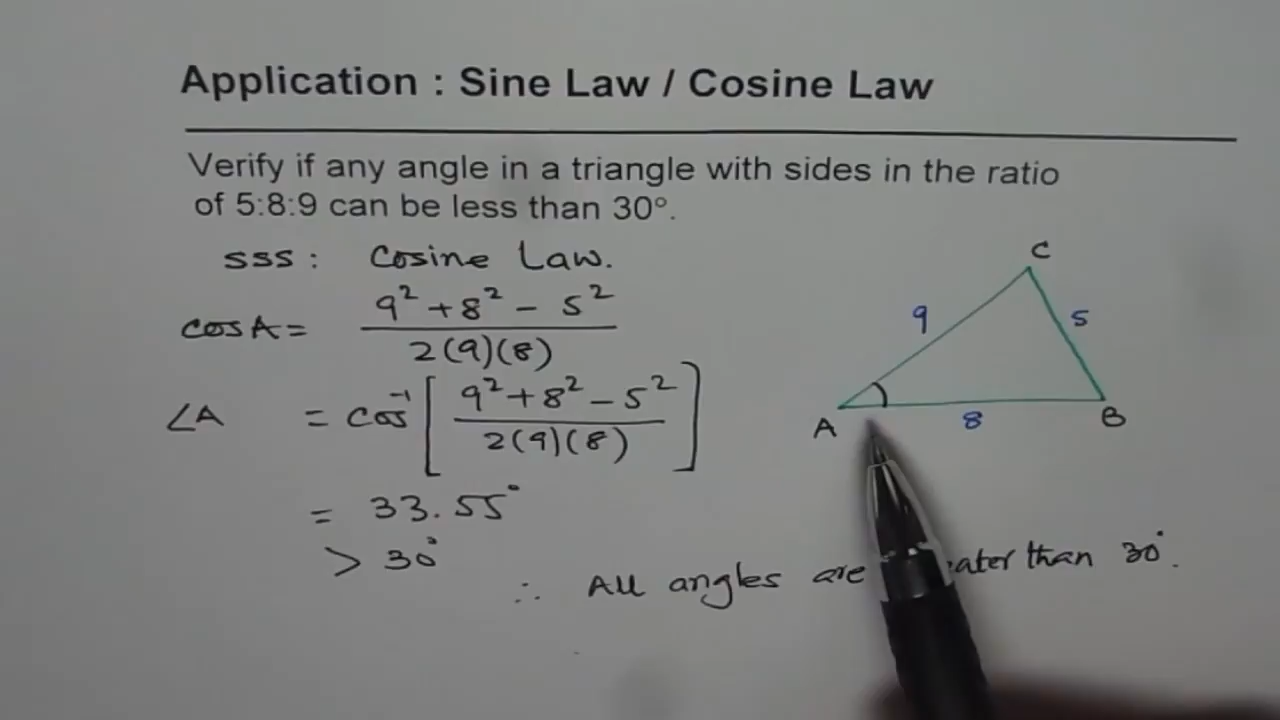 Application : Sine Law / Cosine Law
Verify if any angle in a triangle with sides in the ratio
of 5:8:9 can be less than 30°.
SSS : Cosine Law.
cosA = 9² + 8² - 5² / 2(9)(8)
∠A = cos⁻¹ [ 9² + 8² - 5² / 2(9)(8) ]
= 33.55°
> 30°
∴ All angles are than 30°.
C
9
5
A
8
B